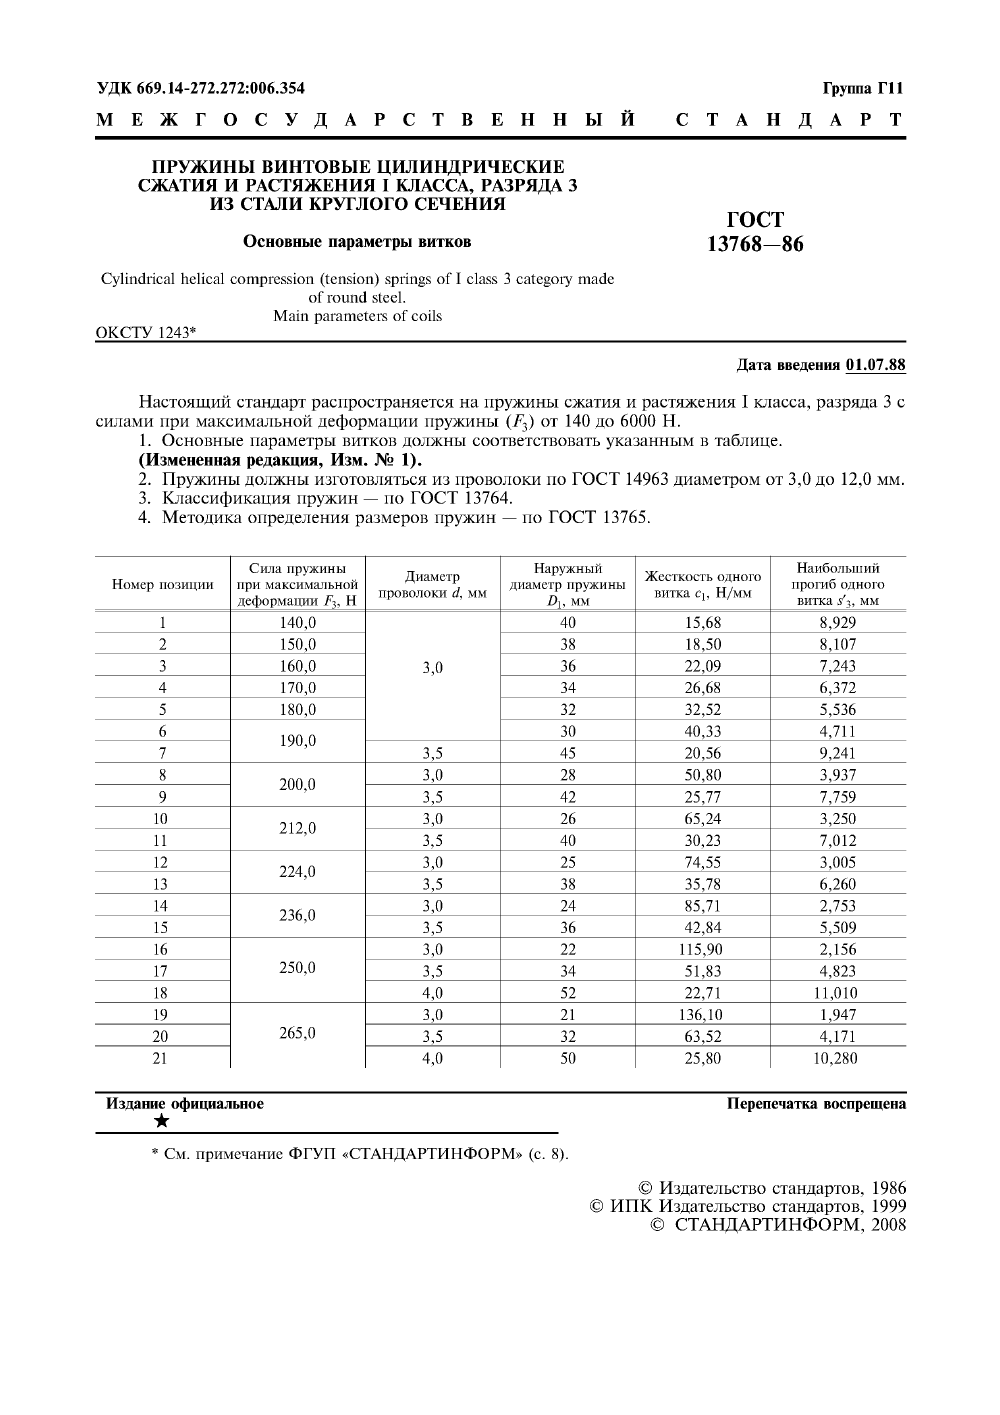 УДК 669.14-272.272:006.354 Группа Г11
МЕЖГОСУДАРСТВЕННЫЙ СТАНДАРТ
ПРУЖИНЫ ВИНТОВЫЕ ЦИЛИНДРИЧЕСКИЕ
СЖАТИЯ И РАСТЯЖЕНИЯ I КЛАССА, РАЗРЯДА 3
ИЗ СТАЛИ КРУГЛОГО СЕЧЕНИЯ
Основные параметры витков
ГОСТ
13768—86
Cylindrical helical compression (tension) springs of I class 3 category made
of round steel.
Main parameters of coils
ОКСТУ 1243*
Дата введения 01.07.88
Настоящий стандарт распространяется на пружины сжатия и растяжения I класса, разряда 3 с
силами при максимальной деформации пружины (F₃) от 140 до 6000 Н.
1. Основные параметры витков должны соответствовать указанным в таблице.
(Измененная редакция, Изм. № 1).
2. Пружины должны изготовляться из проволоки по ГОСТ 14963 диаметром от 3,0 до 12,0 мм.
3. Классификация пружин — по ГОСТ 13764.
4. Методика определения размеров пружин — по ГОСТ 13765.
Номер позиции
Сила пружины
при максимальной
деформации F₃, Н
Диаметр
проволоки d, мм
Наружный
диаметр пружины
D₁, мм
Жесткость одного
витка c₁, Н/мм
Наибольший
прогиб одного
витка s′₃, мм
1 140,0 3,0 40 15,68 8,929
2 150,0 38 18,50 8,107
3 160,0 36 22,09 7,243
4 170,0 34 26,68 6,372
5 180,0 32 32,52 5,536
6 190,0 30 40,33 4,711
7 3,5 45 20,56 9,241
8 200,0 3,0 28 50,80 3,937
9 3,5 42 25,77 7,759
10 212,0 3,0 26 65,24 3,250
11 3,5 40 30,23 7,012
12 224,0 3,0 25 74,55 3,005
13 3,5 38 35,78 6,260
14 236,0 3,0 24 85,71 2,753
15 3,5 36 42,84 5,509
16 250,0 3,0 22 115,90 2,156
17 3,5 34 51,83 4,823
18 4,0 52 22,71 11,010
19 265,0 3,0 21 136,10 1,947
20 3,5 32 63,52 4,171
21 4,0 50 25,80 10,280
Издание официальное Перепечатка воспрещена
★
* См. примечание ФГУП «СТАНДАРТИНФОРМ» (с. 8).
© Издательство стандартов, 1986
© ИПК Издательство стандартов, 1999
© СТАНДАРТИНФОРМ, 2008